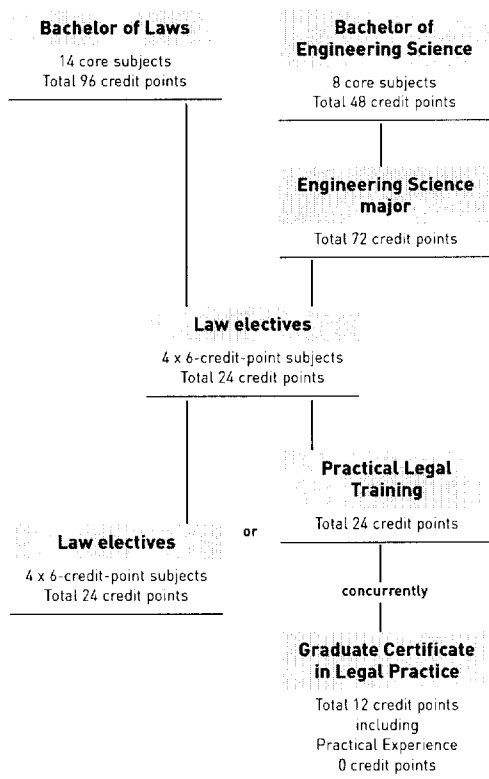 Bachelor of Laws
14 core subjects
Total 96 credit points
Bachelor of
Engineering Science
8 core subjects
Total 48 credit points
Engineering Science
major
Total 72 credit points
Law electives
4 x 6-credit-point subjects
Total 24 credit points
Law electives
4 x 6-credit-point subjects
Total 24 credit points
or
Practical Legal
Training
Total 24 credit points
concurrently
Graduate Certificate
in Legal Practice
Total 12 credit points
including
Practical Experience
0 credit points